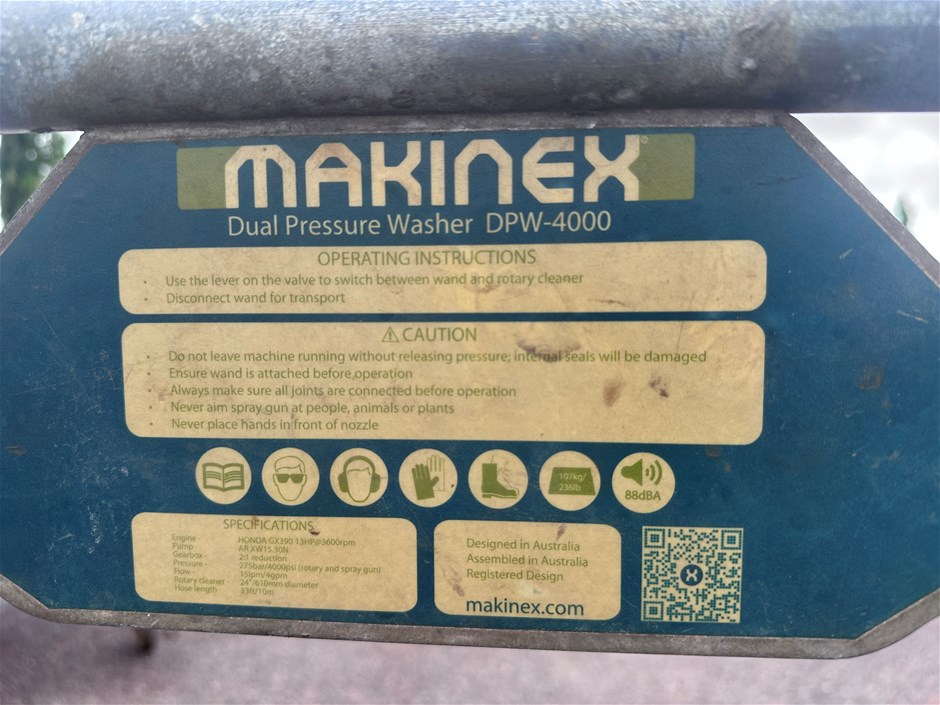 MAKINEX
Dual Pressure Washer DPW-4000
OPERATING INSTRUCTIONS
· Use the lever on the valve to switch between wand and rotary cleaner
· Disconnect wand for transport
⚠ CAUTION
· Do not leave machine running without releasing pressure; internal seals will be damaged
· Ensure wand is attached before operation
· Always make sure all joints are connected before operation
· Never aim spray gun at people, animals or plants
· Never place hands in front of nozzle
107kg/
236lb
88dBA
SPECIFICATIONS
Engine HONDA GX390 13HP@3600rpm
Pump - AR XW15.30N
Gearbox - 2:1 reduction
Pressure - 275bar/4000psi (rotary and spray gun)
Flow - 15lpm/4gpm
Rotary cleaner 24"/610mm diameter
Hose length 33ft/10m
Designed in Australia
Assembled in Australia
Registered Design
makinex.com